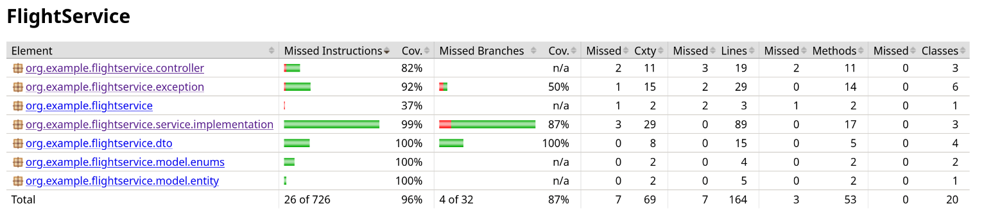 FlightService
Element Missed Instructions Cov. Missed Branches Cov. Missed Cxty Missed Lines Missed Methods Missed Classes
org.example.flightservice.controller 82% n/a 2 11 3 19 2 11 0 3
org.example.flightservice.exception 92% 50% 1 15 2 29 0 14 0 6
org.example.flightservice 37% n/a 1 2 2 3 1 2 0 1
org.example.flightservice.service.implementation 99% 87% 3 29 0 89 0 17 0 3
org.example.flightservice.dto 100% 100% 0 8 0 15 0 5 0 4
org.example.flightservice.model.enums 100% n/a 0 2 0 4 0 2 0 2
org.example.flightservice.model.entity 100% n/a 0 2 0 5 0 2 0 1
Total 26 of 726 96% 4 of 32 87% 7 69 7 164 3 53 0 20